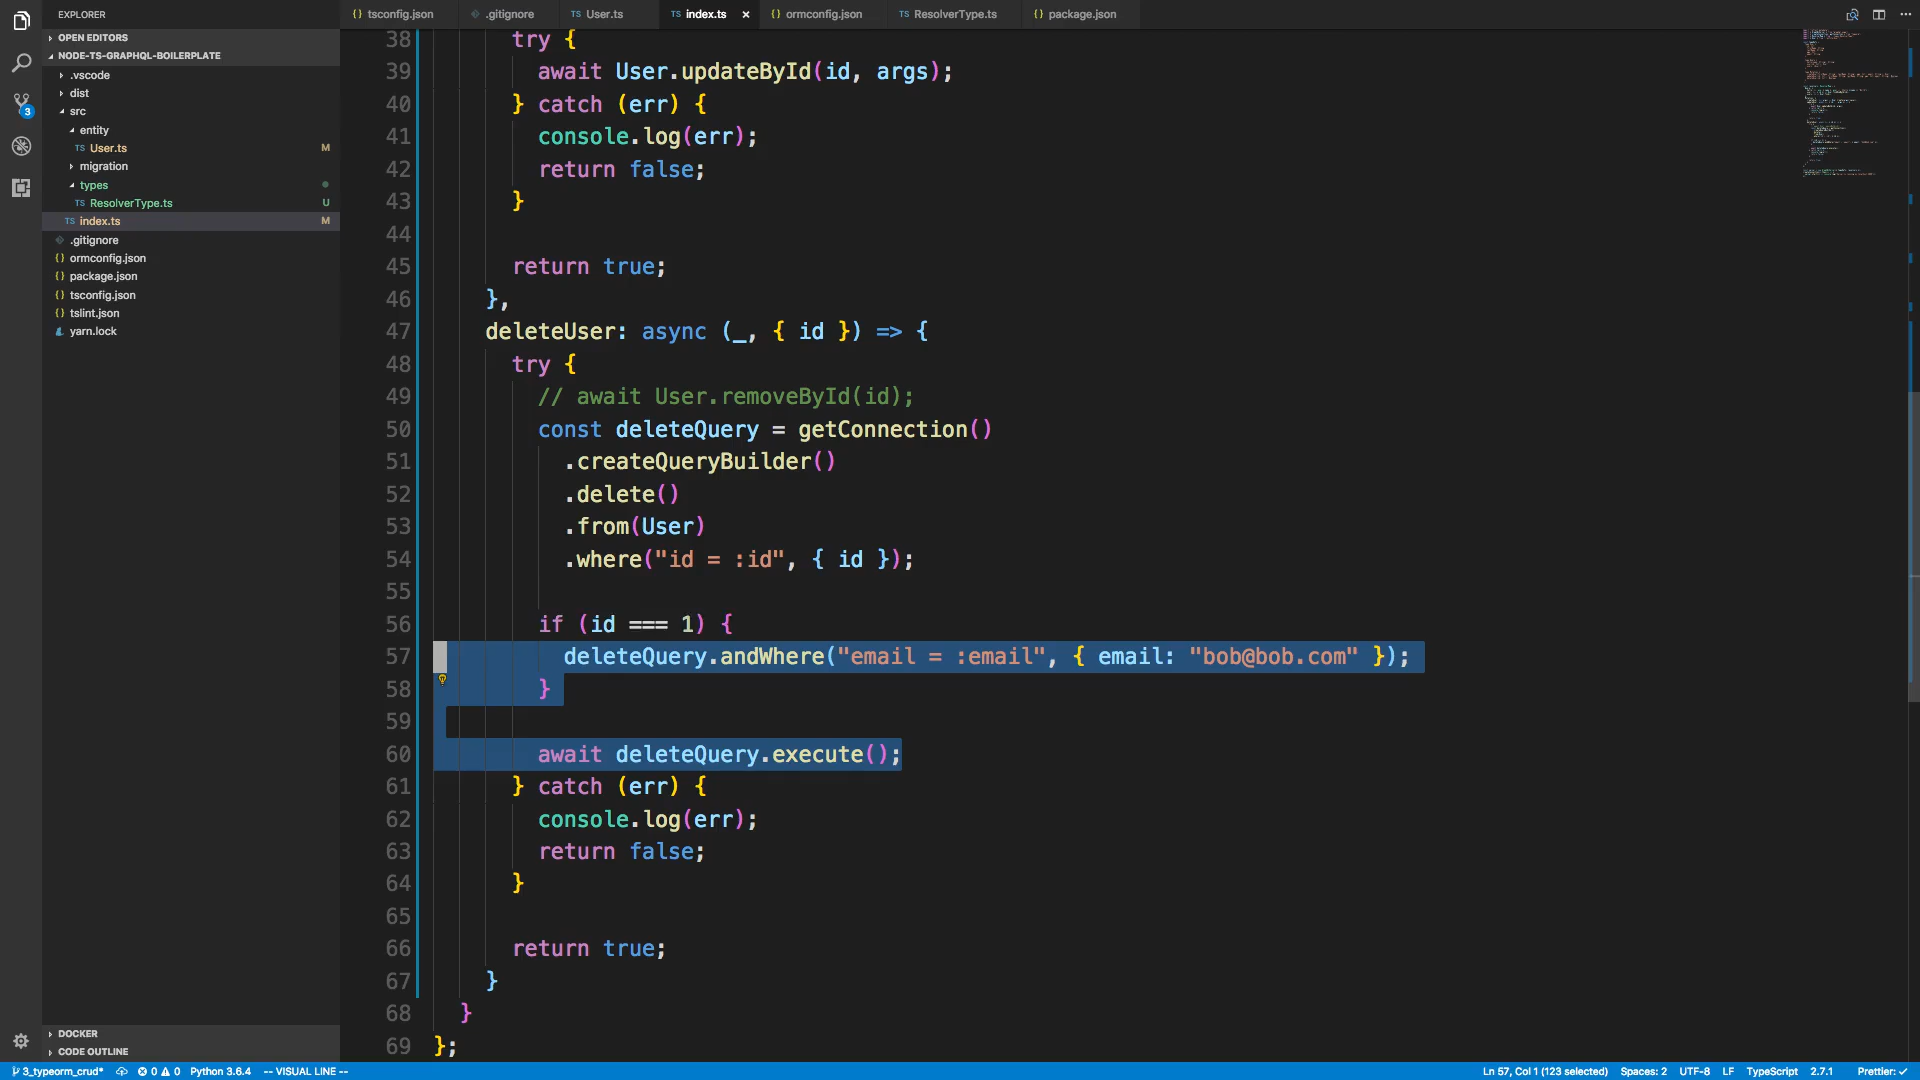 EXPLORER
OPEN EDITORS
NODE-TS-GRAPHQL-BOILERPLATE
.vscode
dist
src
entity
TS User.ts M
migration
types
TS ResolverType.ts U
TS index.ts M
.gitignore
{} ormconfig.json
{} package.json
{} tsconfig.json
{} tslint.json
yarn.lock
DOCKER
CODE OUTLINE
3
{} tsconfig.json .gitignore TS User.ts TS index.ts × {} ormconfig.json TS ResolverType.ts {} package.json
38 try {
39 await User.updateById(id, args);
40 } catch (err) {
41 console.log(err);
42 return false;
43 }
44
45 return true;
46 },
47 deleteUser: async (_, { id }) => {
48 try {
49 // await User.removeById(id);
50 const deleteQuery = getConnection()
51 .createQueryBuilder()
52 .delete()
53 .from(User)
54 .where("id = :id", { id });
55
56 if (id === 1) {
57 deleteQuery.andWhere("email = :email", { email: "bob@bob.com" });
58 }
59
60 await deleteQuery.execute();
61 } catch (err) {
62 console.log(err);
63 return false;
64 }
65
66 return true;
67 }
68 }
69 };
3_typeorm_crud* 0 0 Python 3.6.4 -- VISUAL LINE -- Ln 57, Col 1 (123 selected) Spaces: 2 UTF-8 LF TypeScript 2.7.1 Prettier: ✓